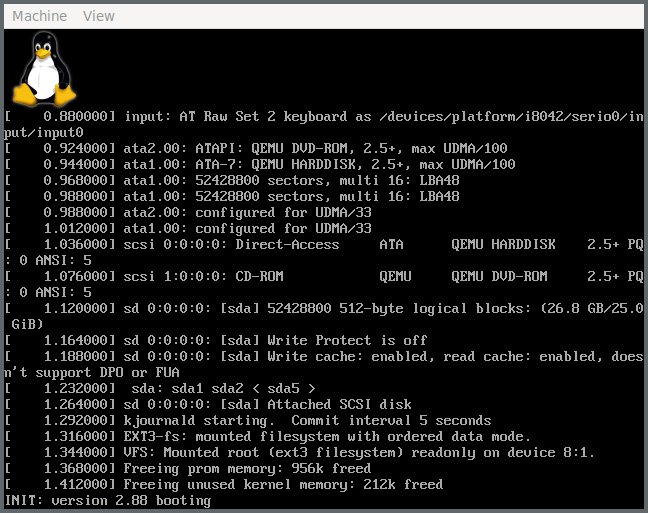 Machine View
[    0.880000] input: AT Raw Set 2 keyboard as /devices/platform/i8042/serio0/in
put/input0
[    0.924000] ata2.00: ATAPI: QEMU DVD-ROM, 2.5+, max UDMA/100
[    0.944000] ata1.00: ATA-7: QEMU HARDDISK, 2.5+, max UDMA/100
[    0.968000] ata1.00: 52428800 sectors, multi 16: LBA48
[    0.988000] ata1.00: 52428800 sectors, multi 16: LBA48
[    0.988000] ata2.00: configured for UDMA/33
[    1.012000] ata1.00: configured for UDMA/33
[    1.036000] scsi 0:0:0:0: Direct-Access     ATA      QEMU HARDDISK    2.5+ PQ
: 0 ANSI: 5
[    1.076000] scsi 1:0:0:0: CD-ROM            QEMU     QEMU DVD-ROM     2.5+ PQ
: 0 ANSI: 5
[    1.120000] sd 0:0:0:0: [sda] 52428800 512-byte logical blocks: (26.8 GB/25.0
 GiB)
[    1.164000] sd 0:0:0:0: [sda] Write Protect is off
[    1.188000] sd 0:0:0:0: [sda] Write cache: enabled, read cache: enabled, does
n't support DPO or FUA
[    1.232000]  sda: sda1 sda2 < sda5 >
[    1.264000] sd 0:0:0:0: [sda] Attached SCSI disk
[    1.292000] kjournald starting.  Commit interval 5 seconds
[    1.316000] EXT3-fs: mounted filesystem with ordered data mode.
[    1.344000] VFS: Mounted root (ext3 filesystem) readonly on device 8:1.
[    1.368000] Freeing prom memory: 956k freed
[    1.412000] Freeing unused kernel memory: 212k freed
INIT: version 2.88 booting